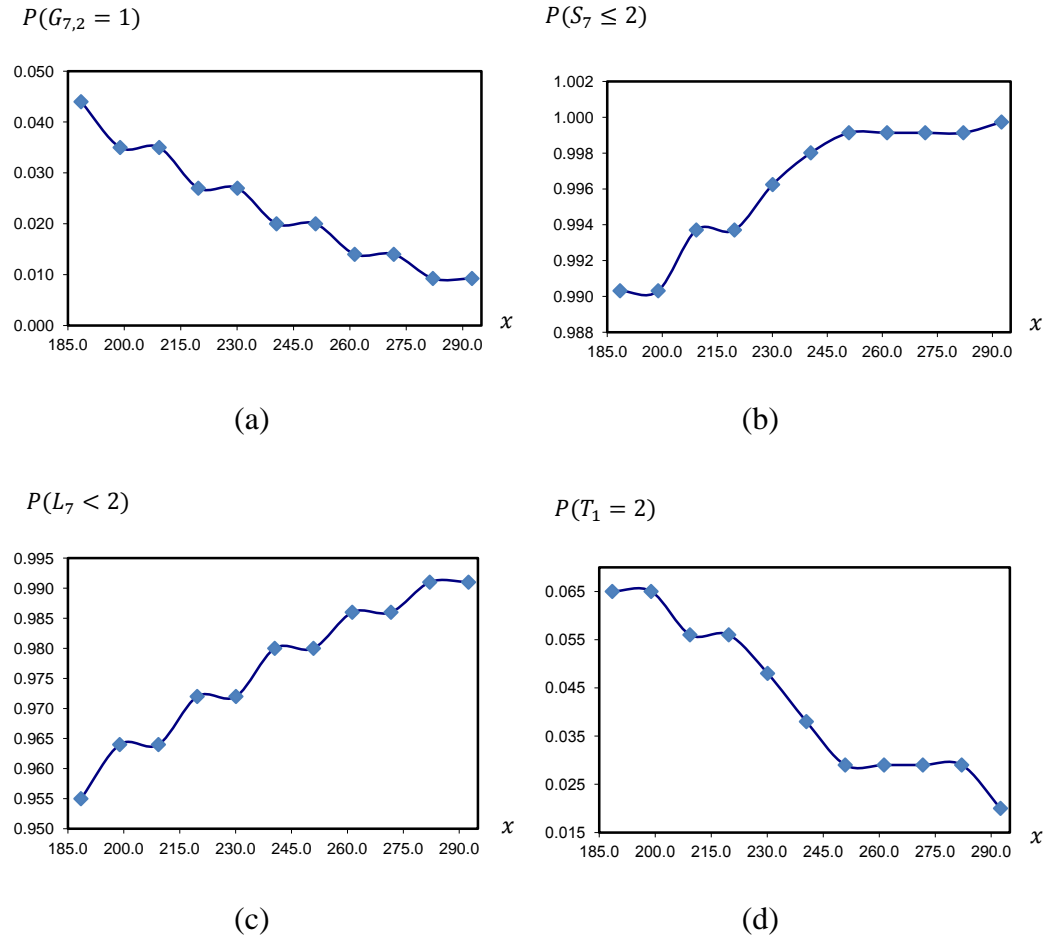 P(G₇,₂ = 1)
0.050
0.040
0.030
0.020
0.010
0.000
185.0 200.0 215.0 230.0 245.0 260.0 275.0 290.0
x
(a)
P(S₇ ≤ 2)
1.002
1.000
0.998
0.996
0.994
0.992
0.990
0.988
185.0 200.0 215.0 230.0 245.0 260.0 275.0 290.0
x
(b)
P(L₇ < 2)
0.995
0.990
0.985
0.980
0.975
0.970
0.965
0.960
0.955
0.950
185.0 200.0 215.0 230.0 245.0 260.0 275.0 290.0
x
(c)
P(T₁ = 2)
0.065
0.055
0.045
0.035
0.025
0.015
185.0 200.0 215.0 230.0 245.0 260.0 275.0 290.0
x
(d)